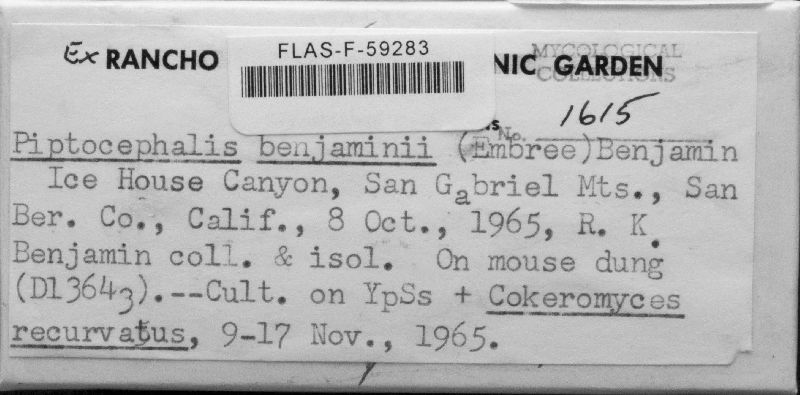 FLAS-F-59283
Ex RANCHO NIC GARDEN
MYCOLOGICAL
COLLECTIONS
No. 1615
Piptocephalis benjaminii (Embree)Benjamin
Ice House Canyon, San Gabriel Mts., San
Ber. Co., Calif., 8 Oct., 1965, R. K.
Benjamin coll. & isol. On mouse dung
(D13643).--Cult. on YpSs + Cokeromyces
recurvatus, 9-17 Nov., 1965.